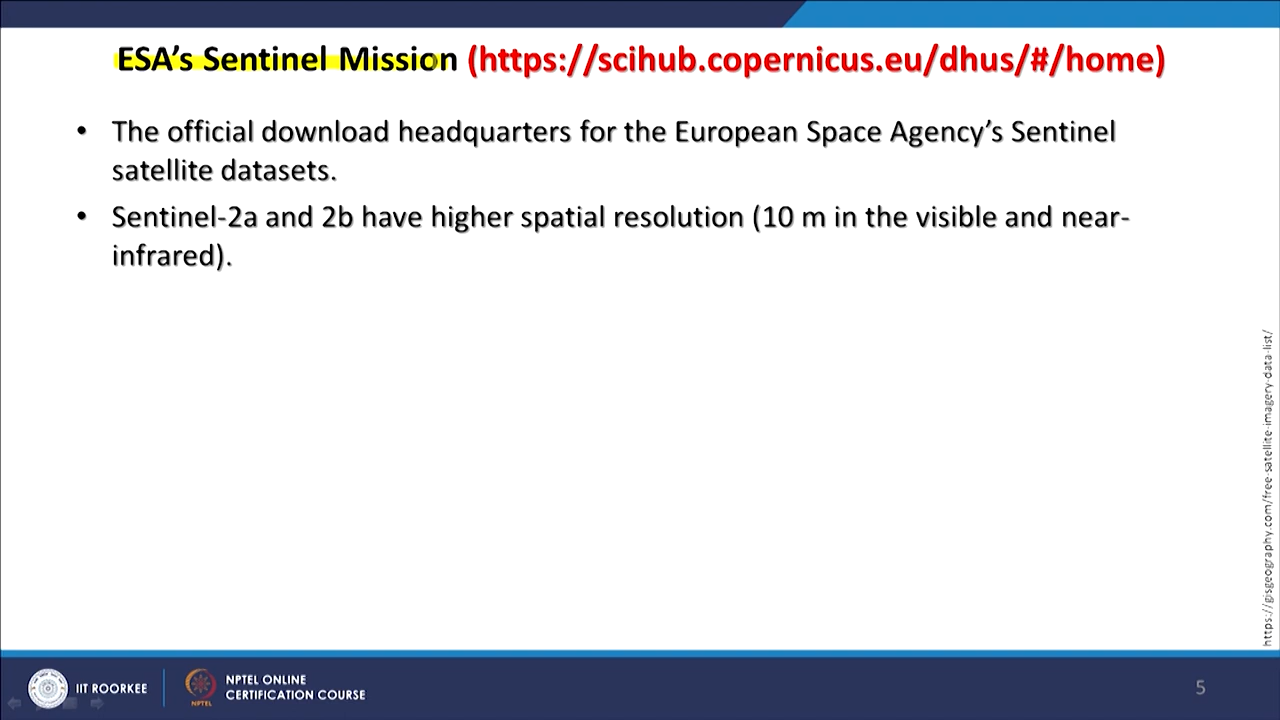 ESA’s Sentinel Mission (https://scihub.copernicus.eu/dhus/#/home)
• The official download headquarters for the European Space Agency’s Sentinel
satellite datasets.
• Sentinel-2a and 2b have higher spatial resolution (10 m in the visible and near-
infrared).
https://gisgeography.com/free-satellite-imagery-data-list/
IIT ROORKEE
NPTEL
NPTEL ONLINE
CERTIFICATION COURSE
5